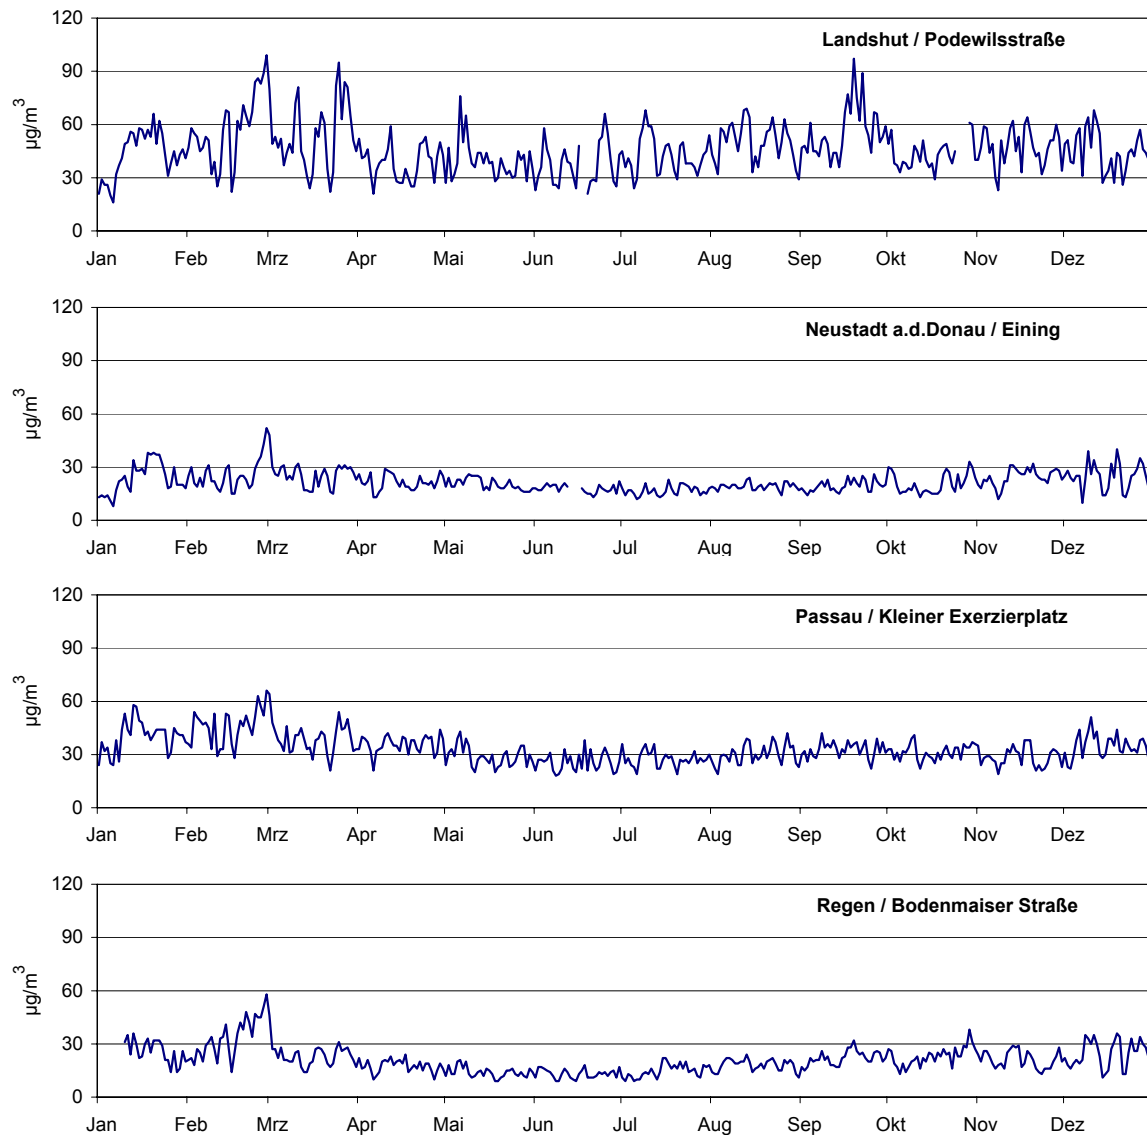 Landshut / Podewilsstraße
120
90
60
30
0
µg/m³
Jan Feb Mrz Apr Mai Jun Jul Aug Sep Okt Nov Dez
Neustadt a.d.Donau / Eining
120
90
60
30
0
µg/m³
Jan Feb Mrz Apr Mai Jun Jul Aug Sep Okt Nov Dez
Passau / Kleiner Exerzierplatz
120
90
60
30
0
µg/m³
Jan Feb Mrz Apr Mai Jun Jul Aug Sep Okt Nov Dez
Regen / Bodenmaiser Straße
120
90
60
30
0
µg/m³
Jan Feb Mrz Apr Mai Jun Jul Aug Sep Okt Nov Dez